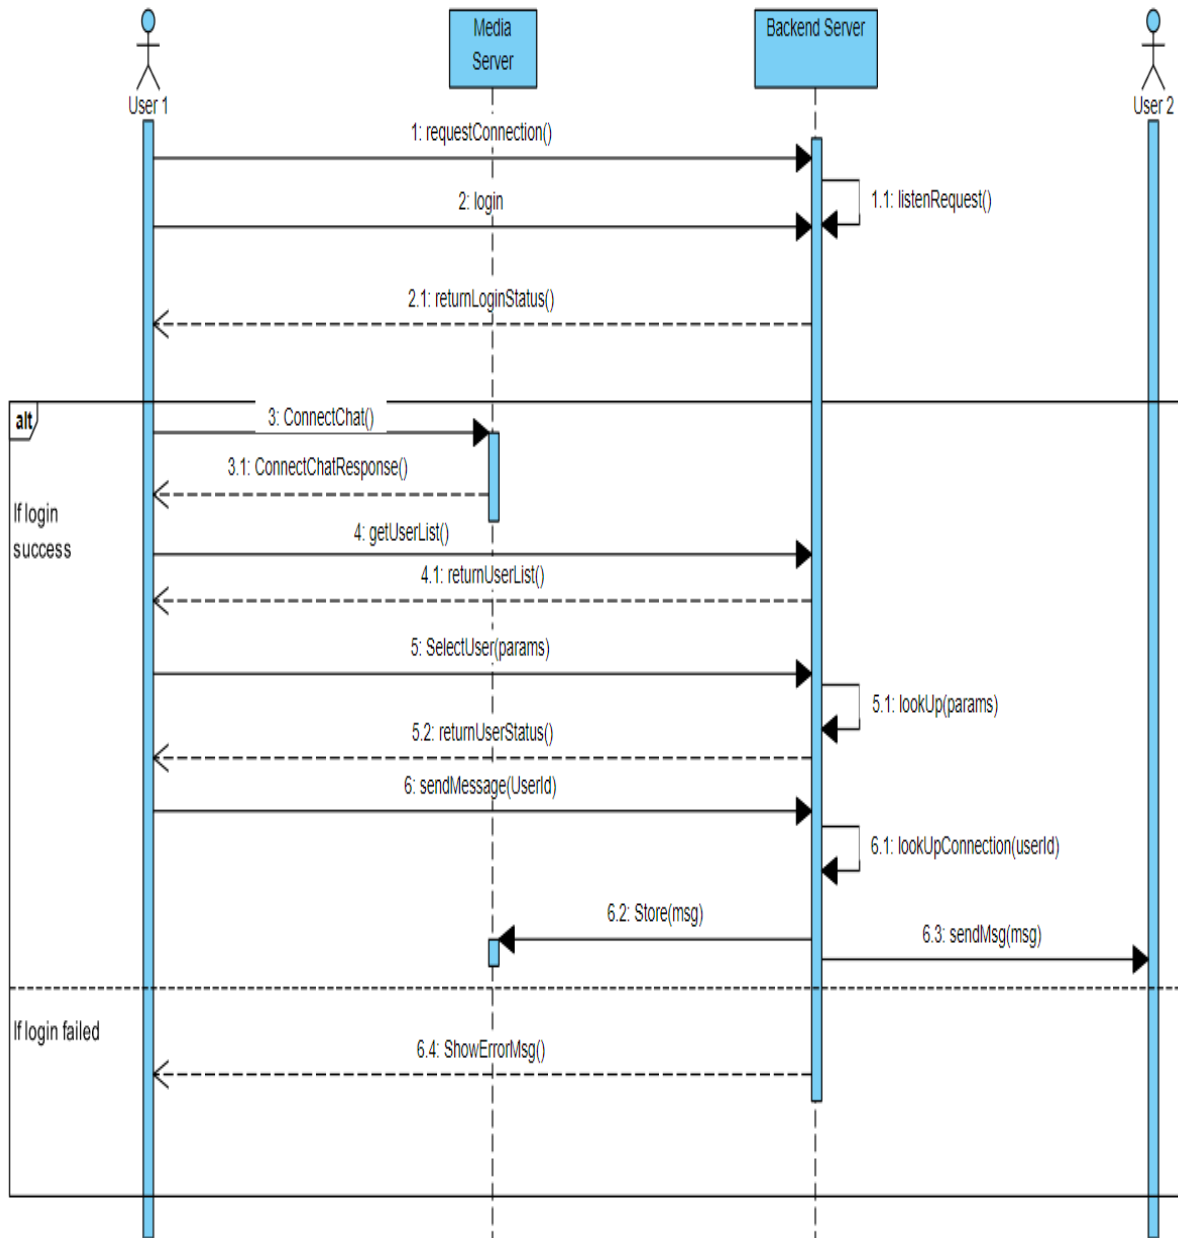 Media
Server
Backend Server
User 1
User 2
1: requestConnection()
1.1: listenRequest()
2: login
2.1: returnLoginStatus()
alt
3: ConnectChat()
3.1: ConnectChatResponse()
If login
success
4: getUserList()
4.1: returnUserList()
5: SelectUser(params)
5.1: lookUp(params)
5.2: returnUserStatus()
6: sendMessage(UserId)
6.1: lookUpConnection(userId)
6.2: Store(msg)
6.3: sendMsg(msg)
If login failed
6.4: ShowErrorMsg()